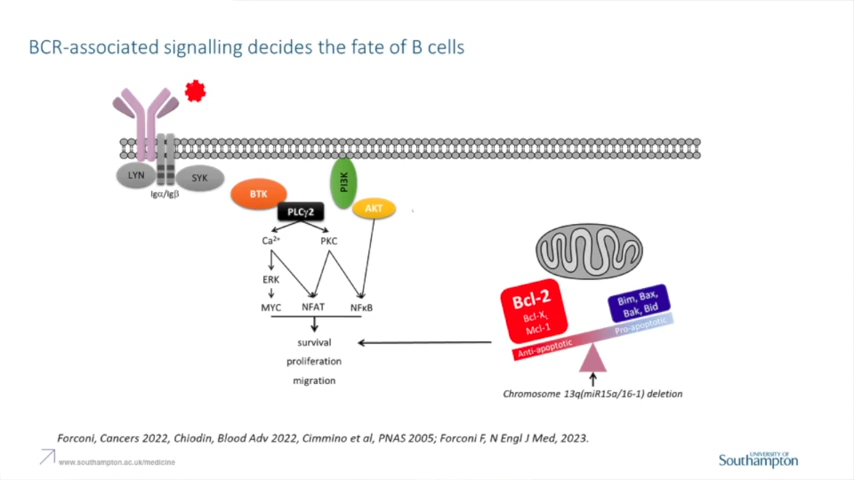 BCR-associated signalling decides the fate of B cells
LYN
SYK
Igα/Igβ
BTK
PI3K
PLCγ2
AKT
Ca²⁺
PKC
ERK
MYC
NFAT
NFκB
survival
proliferation
migration
Bcl-2
Bcl-XL
Mcl-1
Anti-apoptotic
Bim, Bax,
Bak, Bid
Pro-apoptotic
Chromosome 13q(miR15a/16-1) deletion
Forconi, Cancers 2022, Chiodin, Blood Adv 2022, Cimmino et al, PNAS 2005; Forconi F, N Engl J Med, 2023.
www.southampton.ac.uk/medicine
UNIVERSITY OF
Southampton